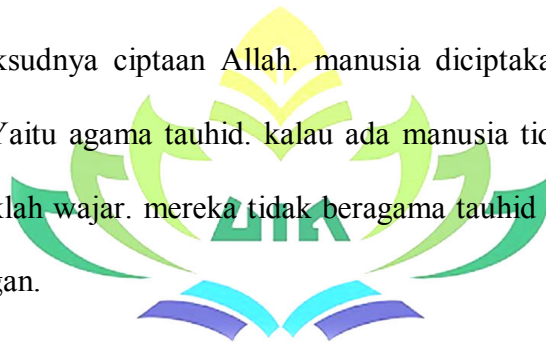 ksudnya ciptaan Allah. manusia diciptaka
Yaitu agama tauhid. kalau ada manusia tid
klah wajar. mereka tidak beragama tauhid
gan.
UIN